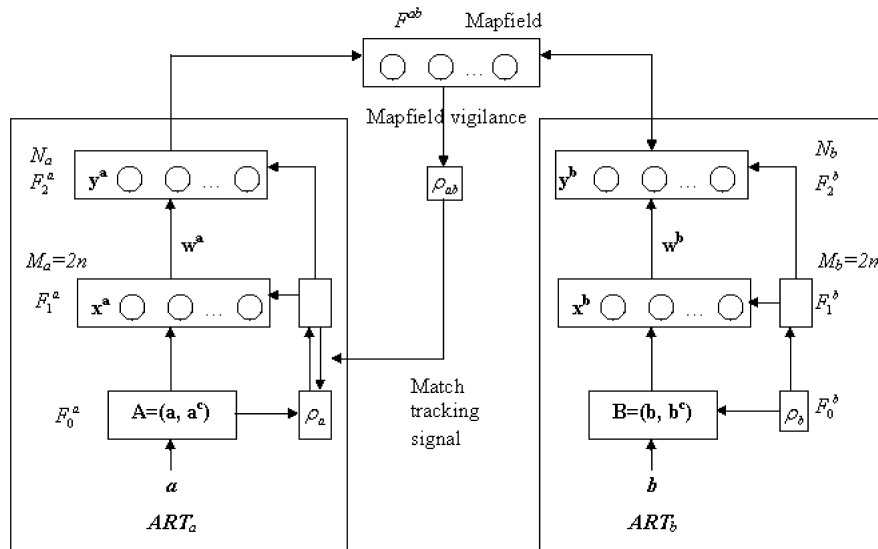 F^ab Mapfield
...
Mapfield vigilance
ρ_ab
N_a
F_2^a
y^a ...
w^a
M_a=2n
F_1^a
x^a ...
F_0^a
A=(a, a^c)
ρ_a
a
ART_a
Match
tracking
signal
N_b
F_2^b
y^b ...
w^b
M_b=2m
F_1^b
x^b ...
B=(b, b^c)
ρ_b
F_0^b
b
ART_b